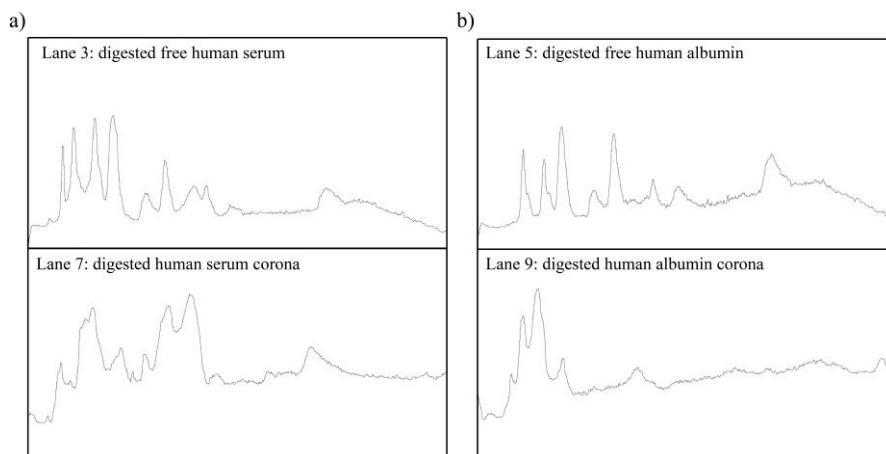 a)
Lane 3: digested free human serum
Lane 7: digested human serum corona
b)
Lane 5: digested free human albumin
Lane 9: digested human albumin corona